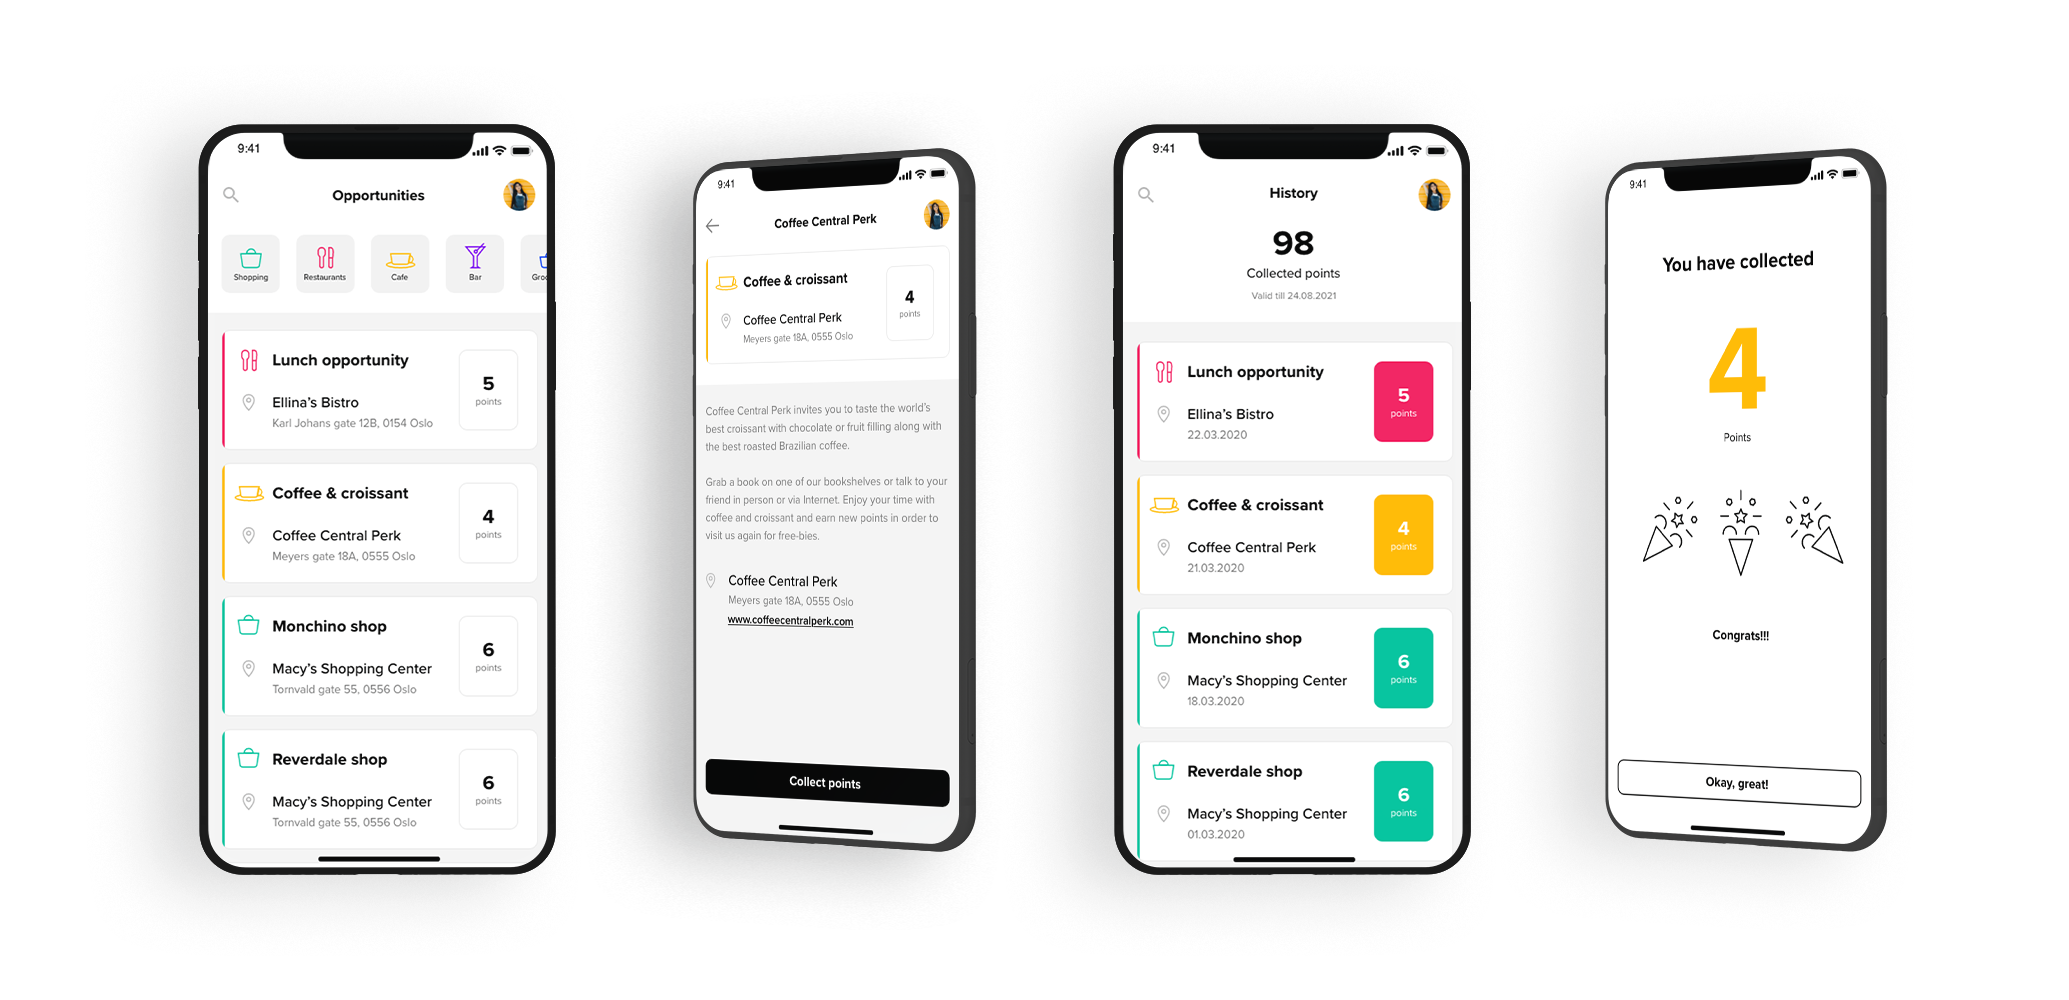 9:41
Opportunities
Shopping
Restaurants
Cafe
Bar
Lunch opportunity
Ellina's Bistro
Karl Johans gate 12B, 0154 Oslo
5
points
Coffee & croissant
Coffee Central Perk
Meyers gate 18A, 0555 Oslo
4
points
Monchino shop
Macy's Shopping Center
Tornvald gate 55, 0556 Oslo
6
points
Reverdale shop
Macy's Shopping Center
Tornvald gate 55, 0556 Oslo
6
points
9:41
Coffee Central Perk
Coffee & croissant
Coffee Central Perk
Meyers gate 18A, 0555 Oslo
4
points
Coffee Central Perk invites you to taste the world's
best croissant with chocolate or fruit filling along with
the best roasted Brazilian coffee.
Grab a book on one of our bookshelves or talk to your
friend in person or via Internet. Enjoy your time with
coffee and croissant and earn new points in order to
visit us again for free-bies.
Coffee Central Perk
Meyers gate 18A, 0555 Oslo
www.coffeecentralperk.com
Collect points
9:41
History
98
Collected points
Valid till 24.08.2021
Lunch opportunity
Ellina's Bistro
22.03.2020
5
points
Coffee & croissant
Coffee Central Perk
21.03.2020
4
points
Monchino shop
Macy's Shopping Center
18.03.2020
6
points
Reverdale shop
Macy's Shopping Center
01.03.2020
6
points
9:41
You have collected
4
Points
Congrats!!!
Okay, great!